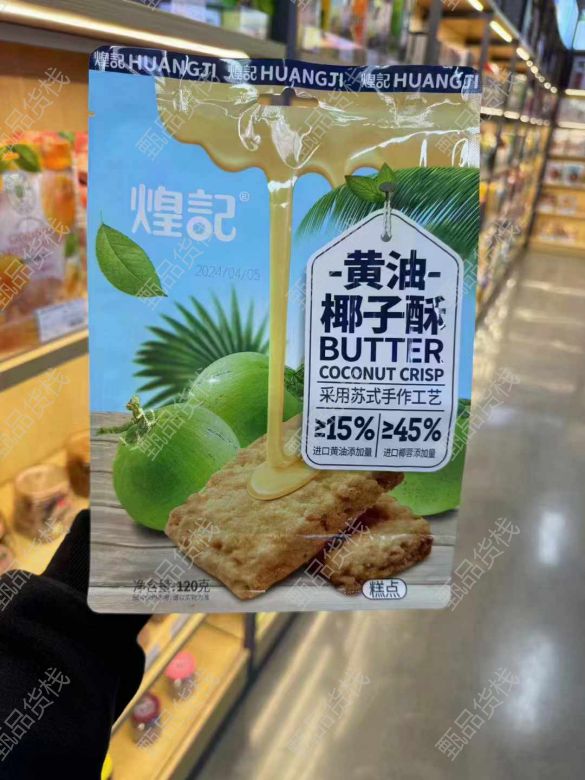 煌記 HUANGJI 煌記 HUANGJI 煌記 HUANGJI
煌記®
2024/04/05
-黄油-
椰子酥
BUTTER
COCONUT CRISP
采用苏式手作工艺
≥15% ≥45%
进口黄油添加量 进口椰蓉添加量
净含量:120克
糕点
甄品货栈